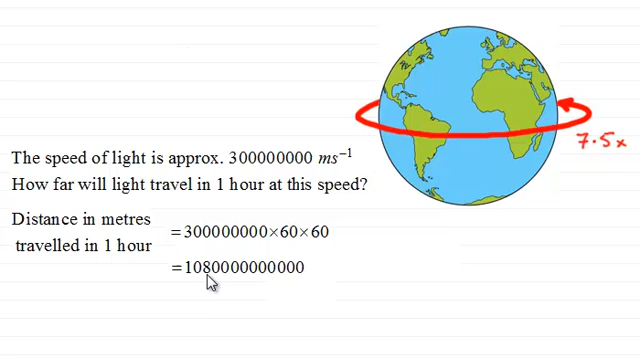 The speed of light is approx. 300000000 ms⁻¹
How far will light travel in 1 hour at this speed?
Distance in metres
travelled in 1 hour
=300000000×60×60
=1080000000000
7.5x